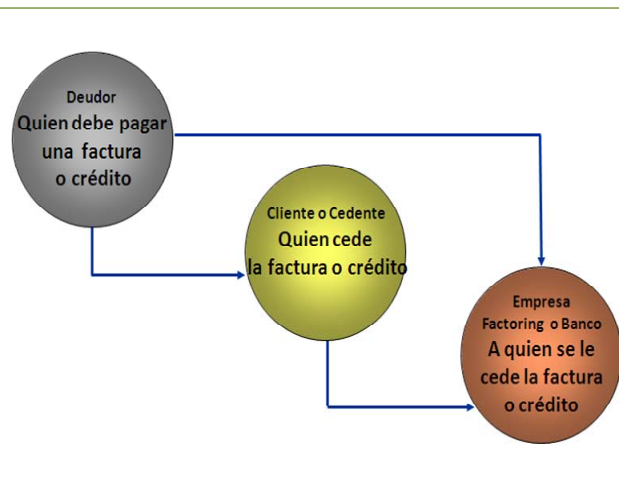 Deudor
Quien debe pagar
una factura
o crédito
Cliente o Cedente
Quien cede
la factura o crédito
Empresa
Factoring o Banco
A quien se le
cede la factura
o crédito